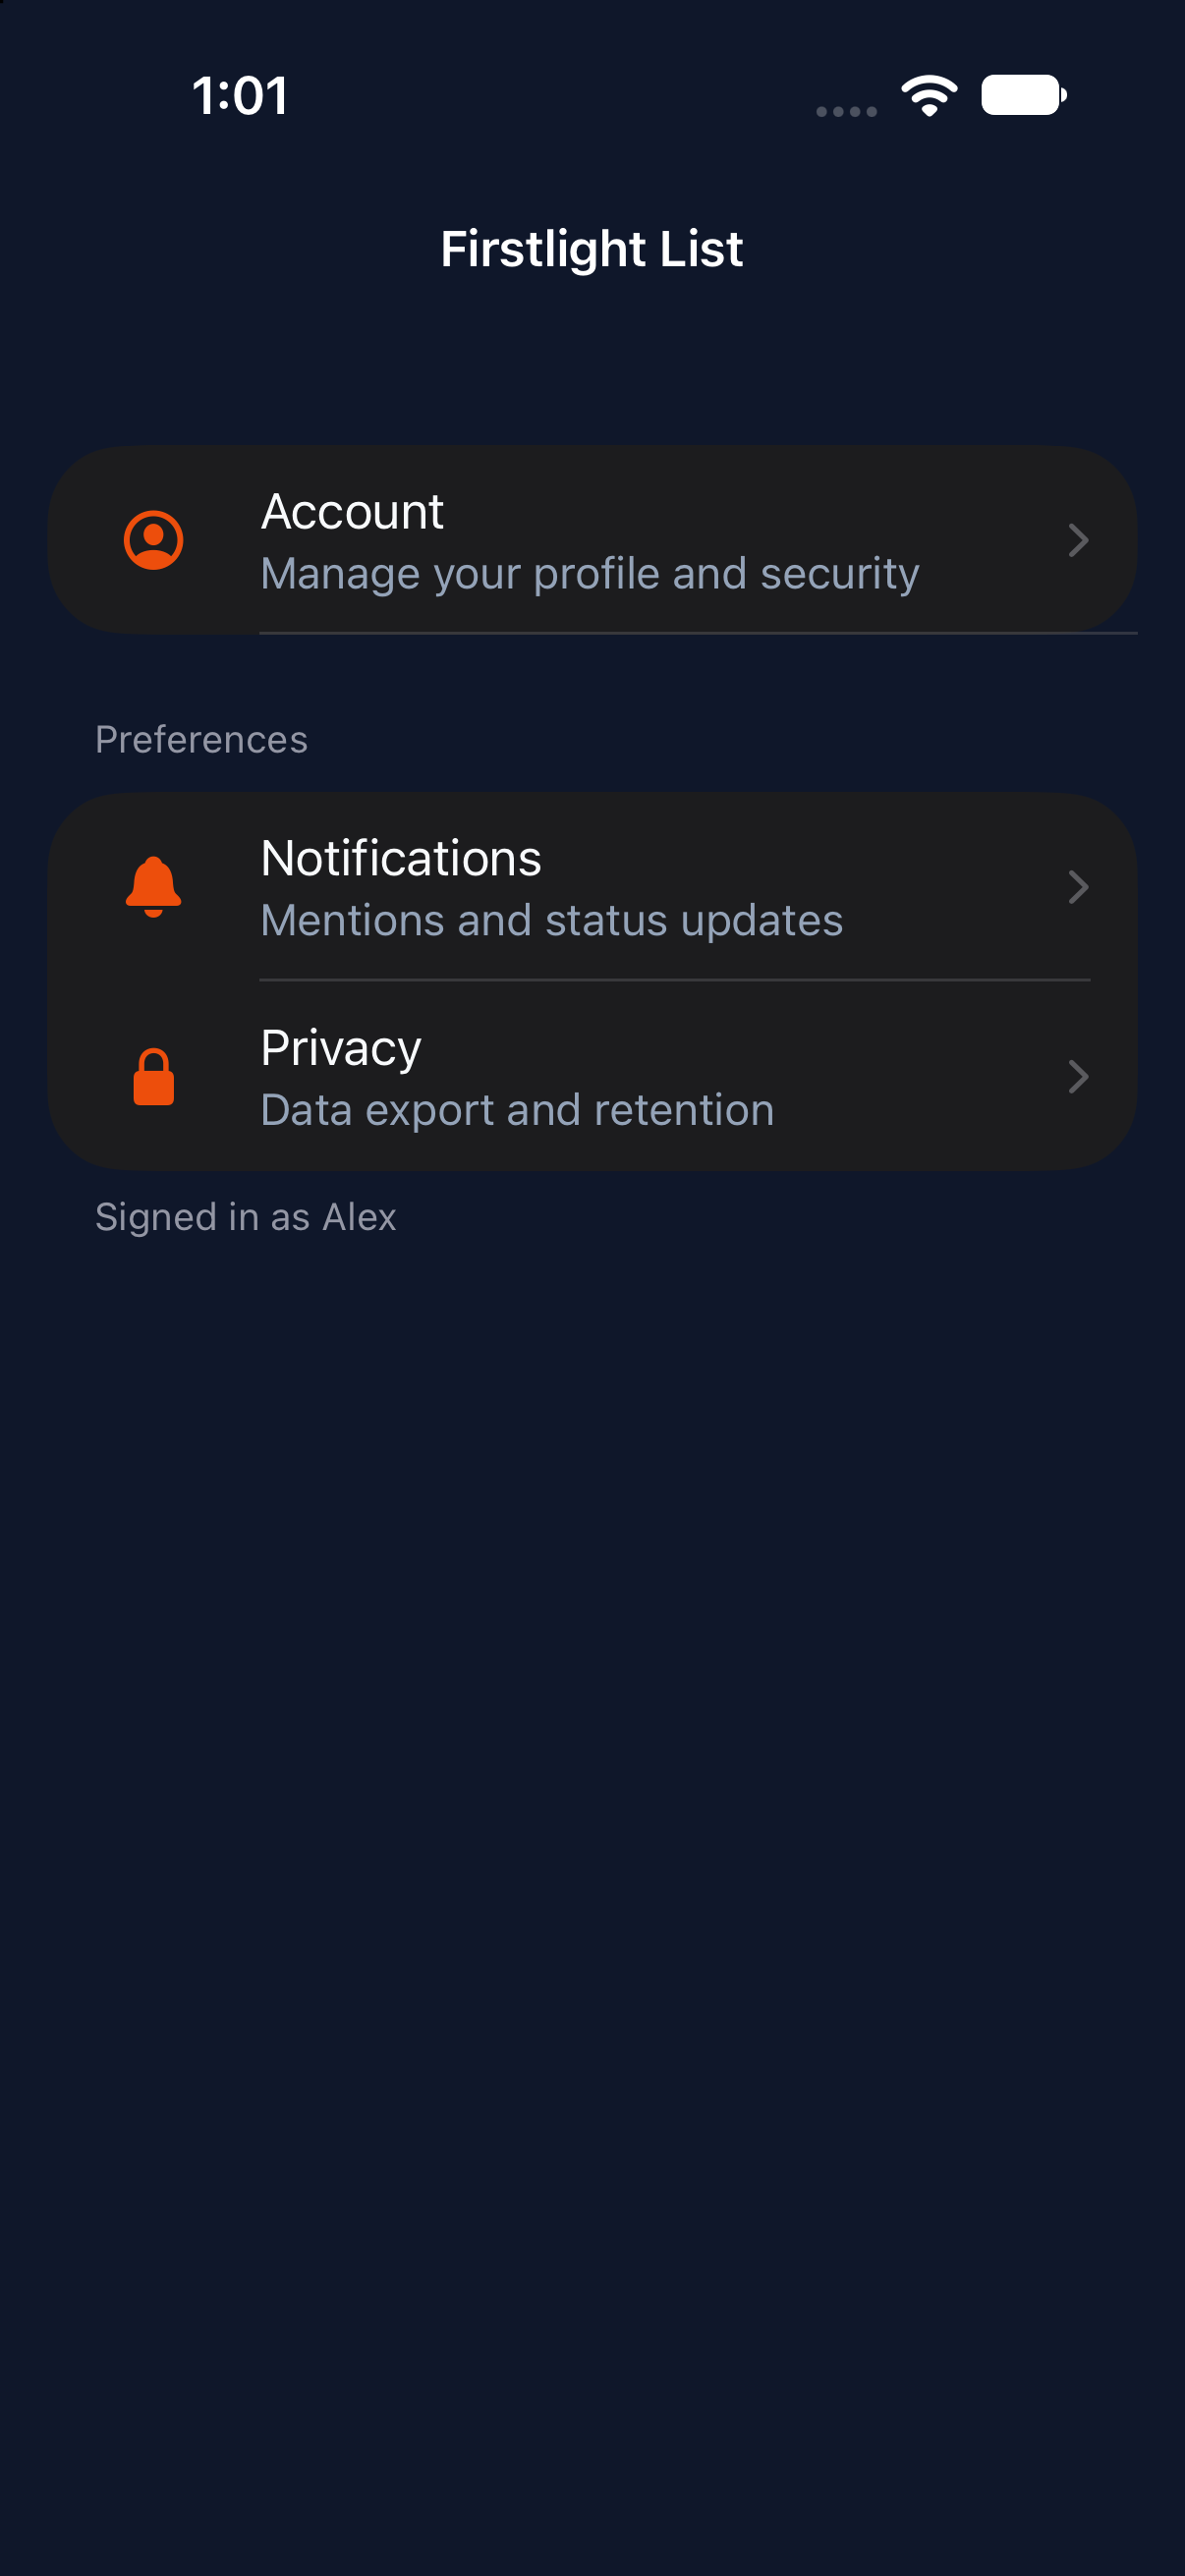 1:01
Firstlight List
Account
Manage your profile and security
Preferences
Notifications
Mentions and status updates
Privacy
Data export and retention
Signed in as Alex